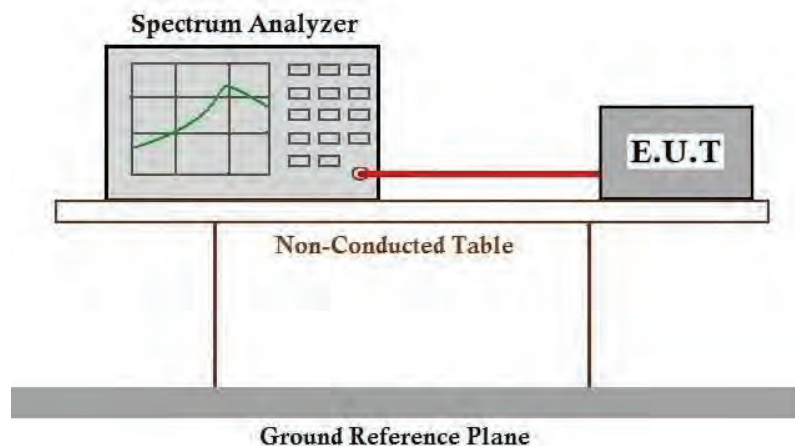 Spectrum Analyzer
E.U.T
Non-Conducted Table
Ground Reference Plane